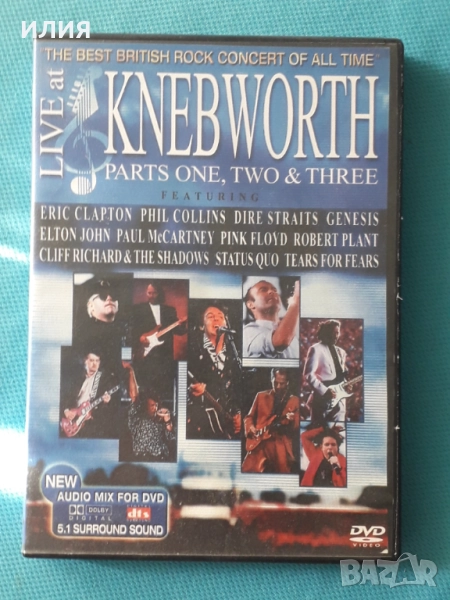 илия
THE BEST BRITISH ROCK CONCERT OF ALL TIME
LIVE at
KNEBWORTH
PARTS ONE, TWO & THREE
FEATURING
ERIC CLAPTON PHIL COLLINS DIRE STRAITS GENESIS
ELTON JOHN PAUL McCARTNEY PINK FLOYD ROBERT PLANT
CLIFF RICHARD & THE SHADOWS STATUS QUO TEARS FOR FEARS
NEW
AUDIO MIX FOR DVD
DOLBY
DIGITAL
dts
5.1 SURROUND SOUND
DVD
VIDEO
BAZAR